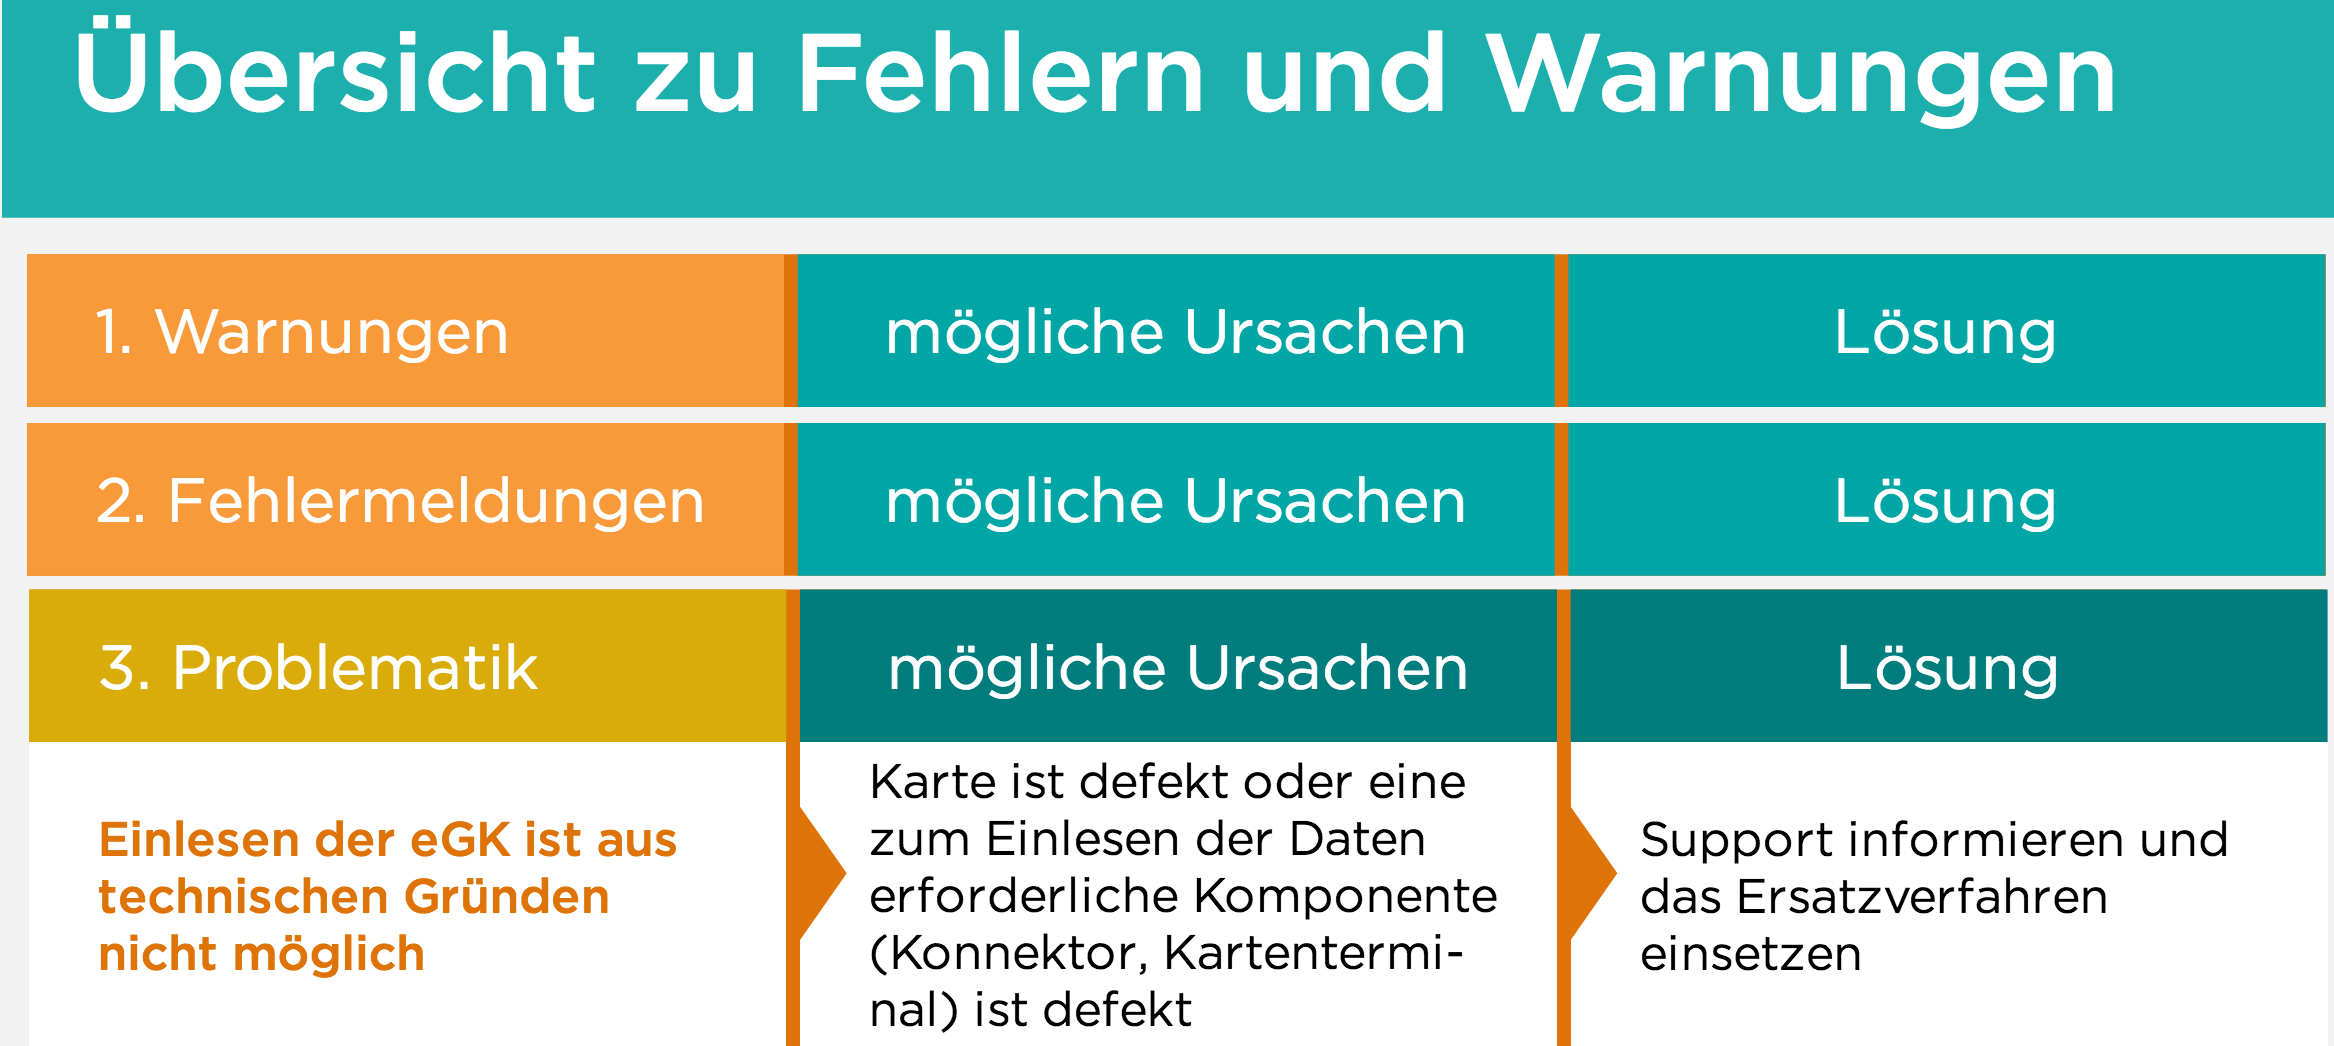 Übersicht zu Fehlern und Warnungen
1. Warnungen
mögliche Ursachen
Lösung
2. Fehlermeldungen
mögliche Ursachen
Lösung
3. Problematik
mögliche Ursachen
Lösung
Einlesen der eGK ist aus
technischen Gründen
nicht möglich
Karte ist defekt oder eine
zum Einlesen der Daten
erforderliche Komponente
(Konnektor, Kartentermi-
nal) ist defekt
Support informieren und
das Ersatzverfahren
einsetzen